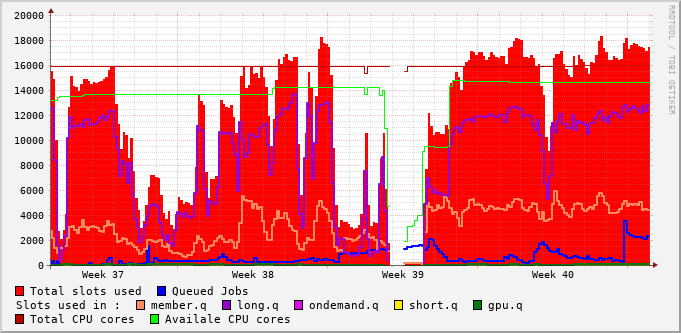 20000
18000
16000
14000
12000
10000
8000
6000
4000
2000
0
Week 37 Week 38 Week 39 Week 40
RRDTOOL / TOBI OETIKER
Total slots used Queued Jobs
Slots used in : member.q long.q ondemand.q short.q gpu.q
Total CPU cores Availale CPU cores